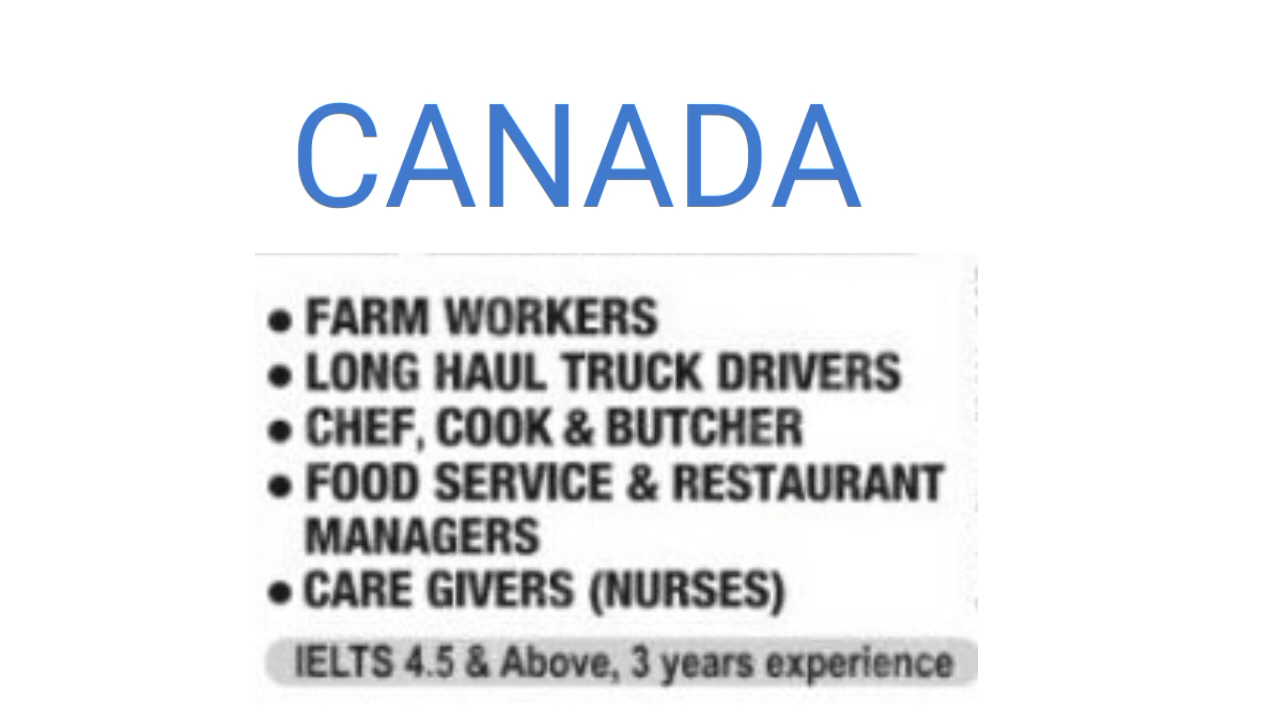 CANADA
• FARM WORKERS
• LONG HAUL TRUCK DRIVERS
• CHEF, COOK & BUTCHER
• FOOD SERVICE & RESTAURANT
MANAGERS
• CARE GIVERS (NURSES)
IELTS 4.5 & Above, 3 years experience